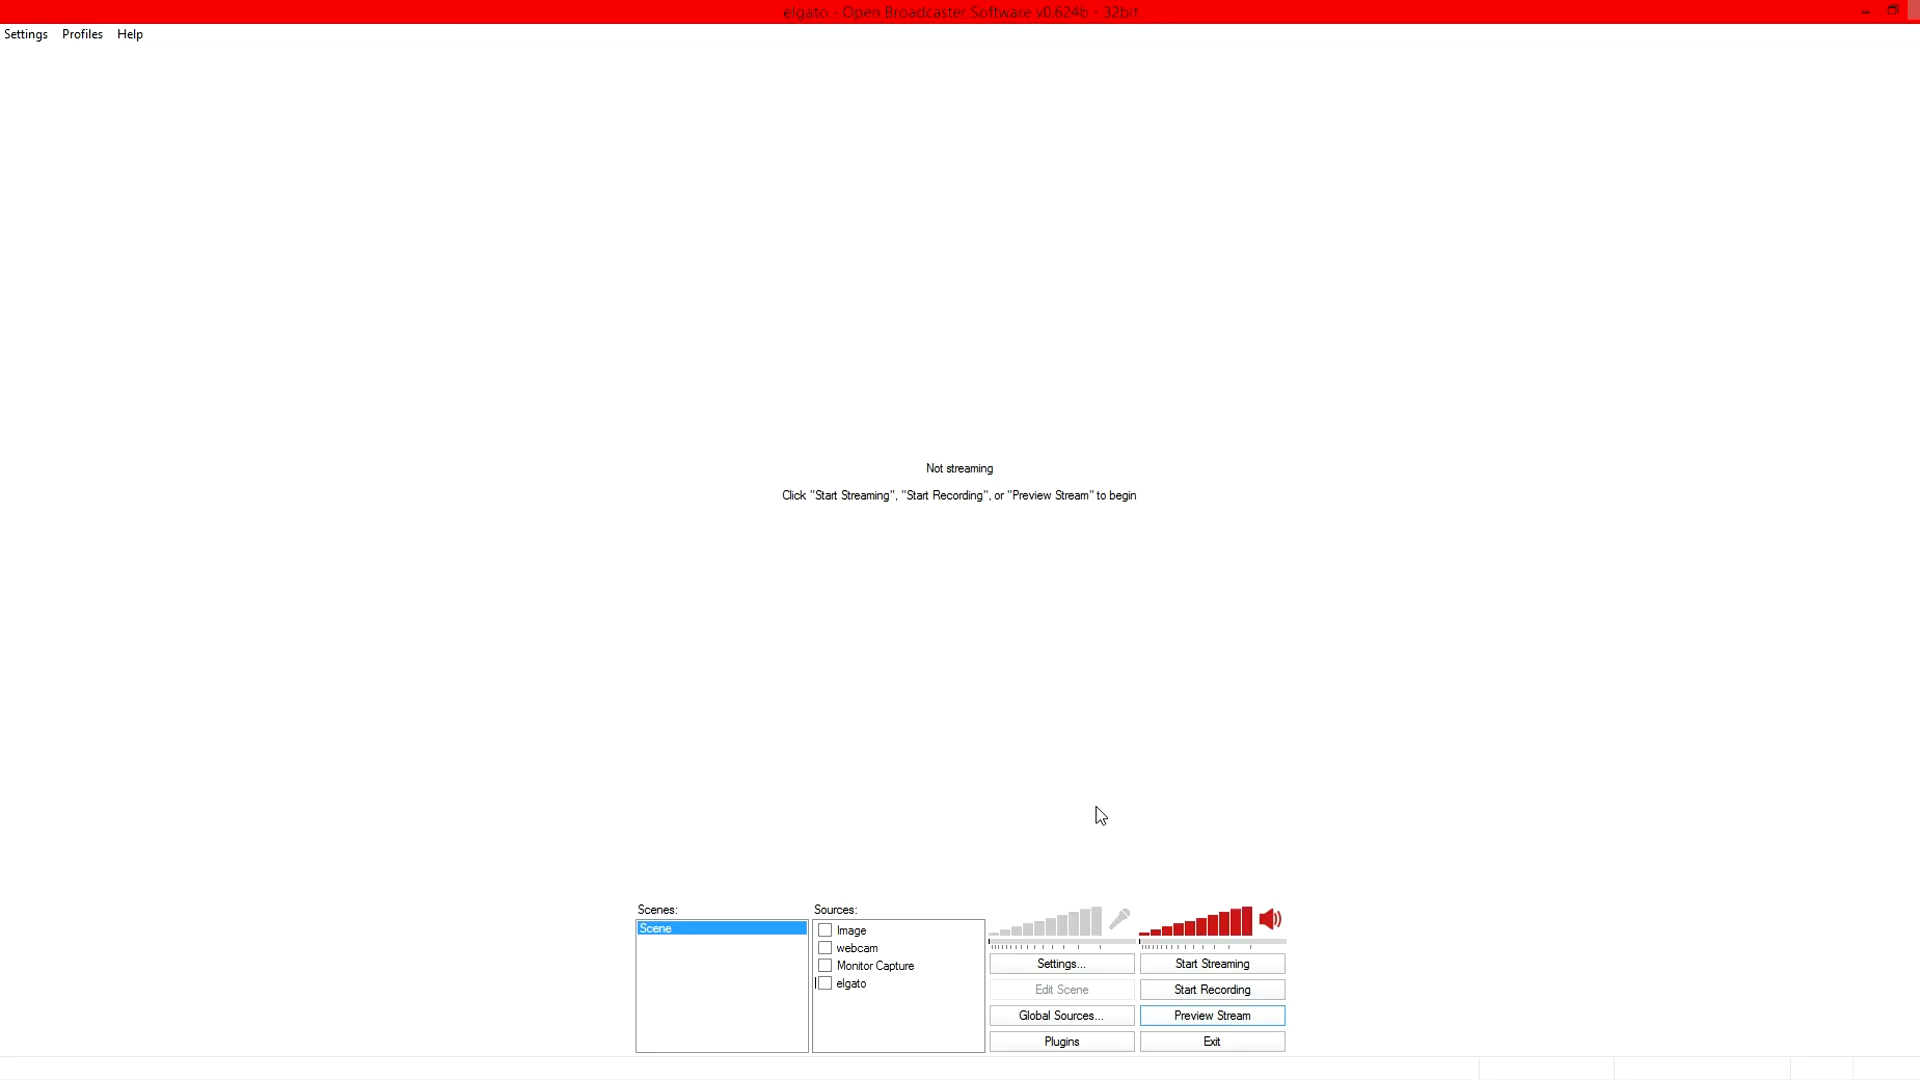 elgato - Open Broadcaster Software v0.624b - 32bit
Settings Profiles Help
Not streaming
Click "Start Streaming", "Start Recording", or "Preview Stream" to begin
Scenes:
Scene
Sources:
Image
webcam
Monitor Capture
elgato
Settings...
Start Streaming
Edit Scene
Start Recording
Global Sources...
Preview Stream
Plugins
Exit